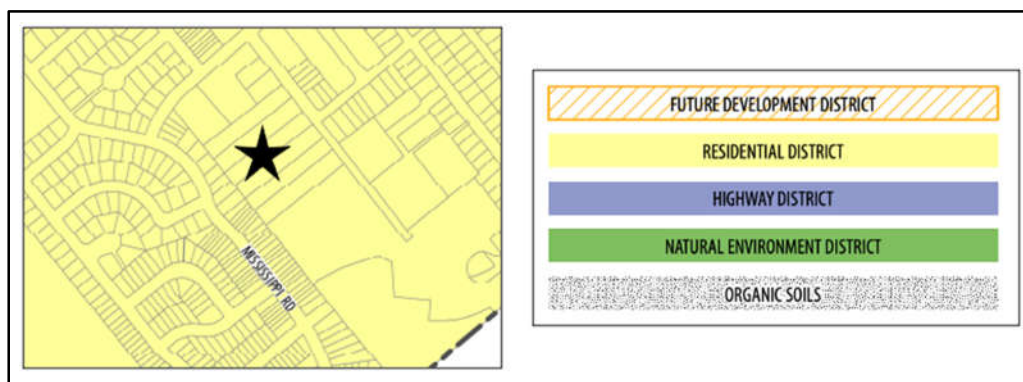 MISSISSIPPI RD
FUTURE DEVELOPMENT DISTRICT
RESIDENTIAL DISTRICT
HIGHWAY DISTRICT
NATURAL ENVIRONMENT DISTRICT
ORGANIC SOILS